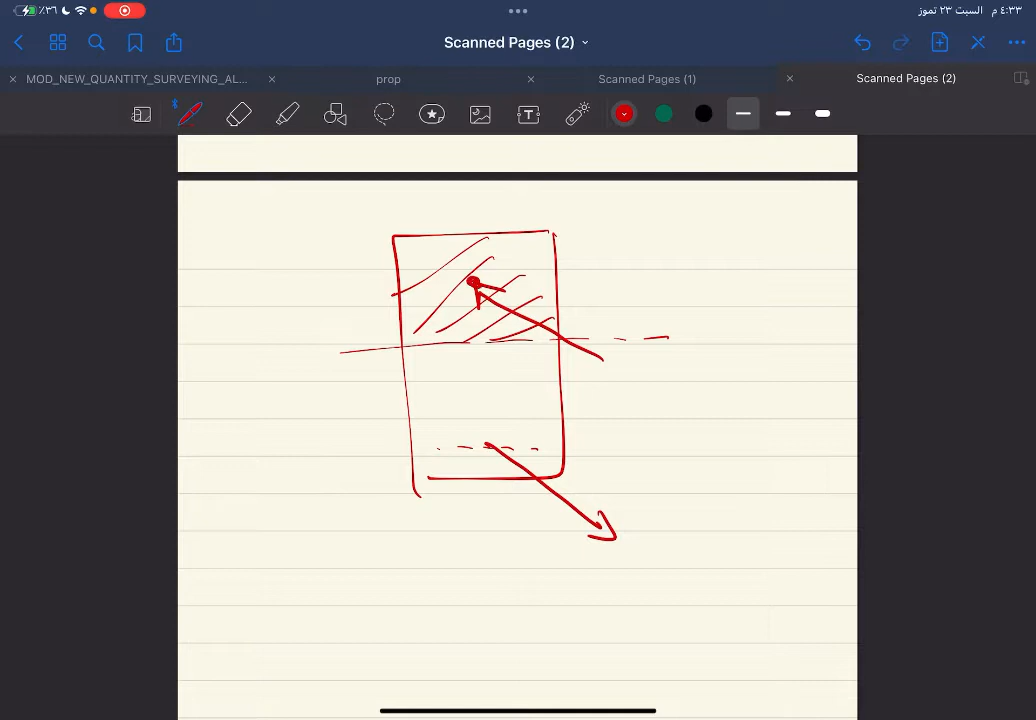 ٪٣٦
٤:٣٣ م السبت ٢٣ تموز
Scanned Pages (2)
MOD_NEW_QUANTITY_SURVEYING_AL...
prop
Scanned Pages (1)
Scanned Pages (2)
T